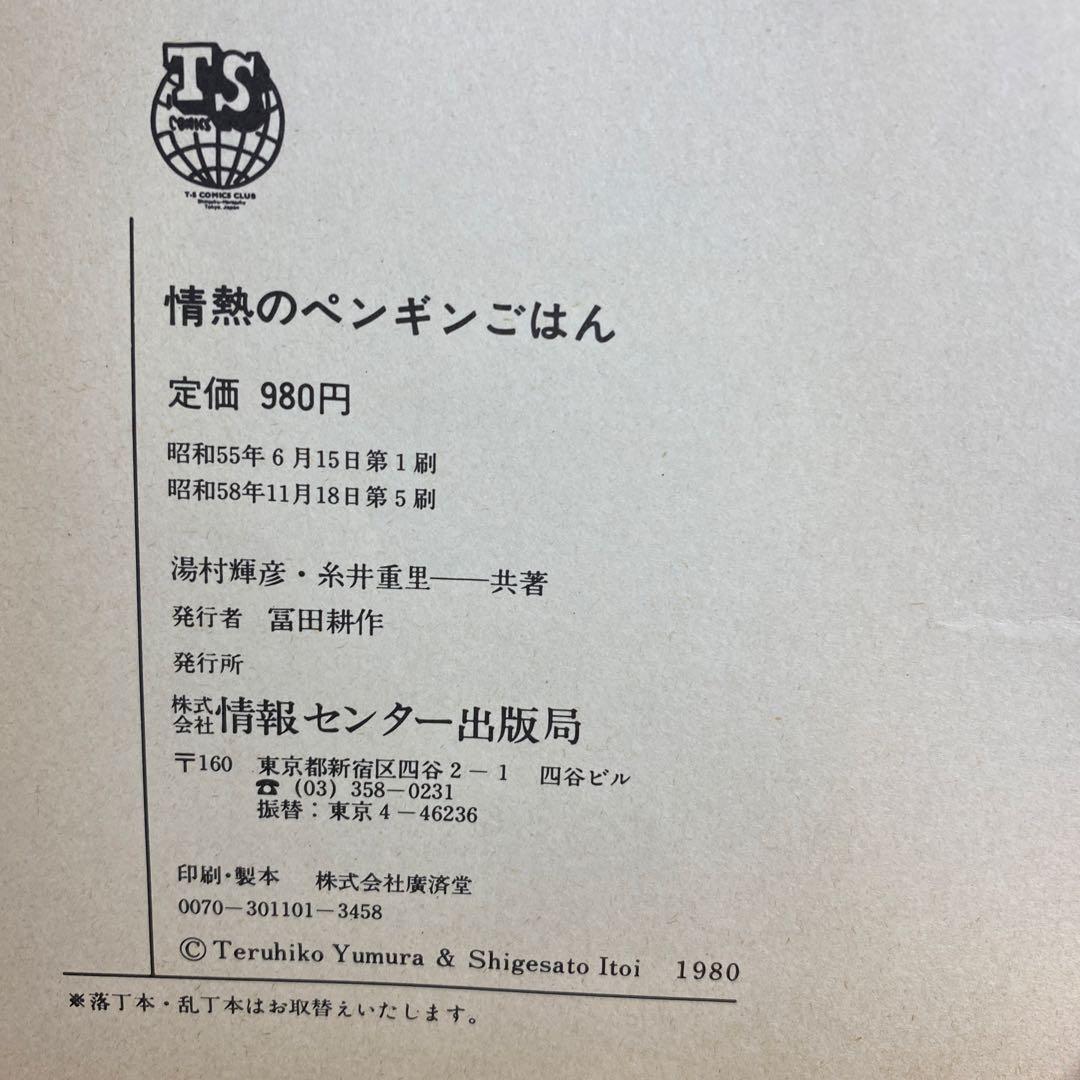 TS
COMICS
T-S COMICS CLUB
Tokyo, Japan
情熱のペンギンごはん
定価 980円
昭和55年6月15日第1刷
昭和58年11月18日第5刷
湯村輝彦・糸井重里――共著
発行者 冨田耕作
発行所
株式会社情報センター出版局
〒160 東京都新宿区四谷2-1 四谷ビル
☎ (03) 358-0231
振替:東京4-46236
印刷・製本 株式会社廣済堂
0070-301101-3458
© Teruhiko Yumura & Shigesato Itoi 1980
※落丁本・乱丁本はお取替えいたします。